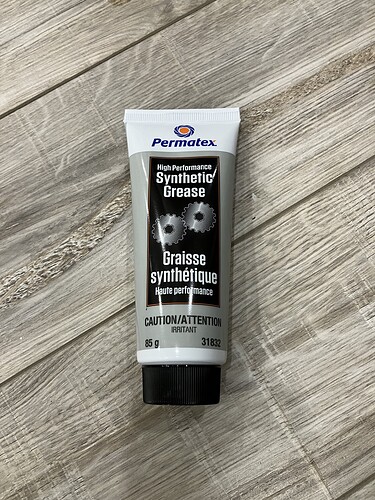 Permatex
High Performance
Synthetic
Grease
Graisse
synthétique
Haute performance
CAUTION/ATTENTION
IRRITANT
85 g 31832